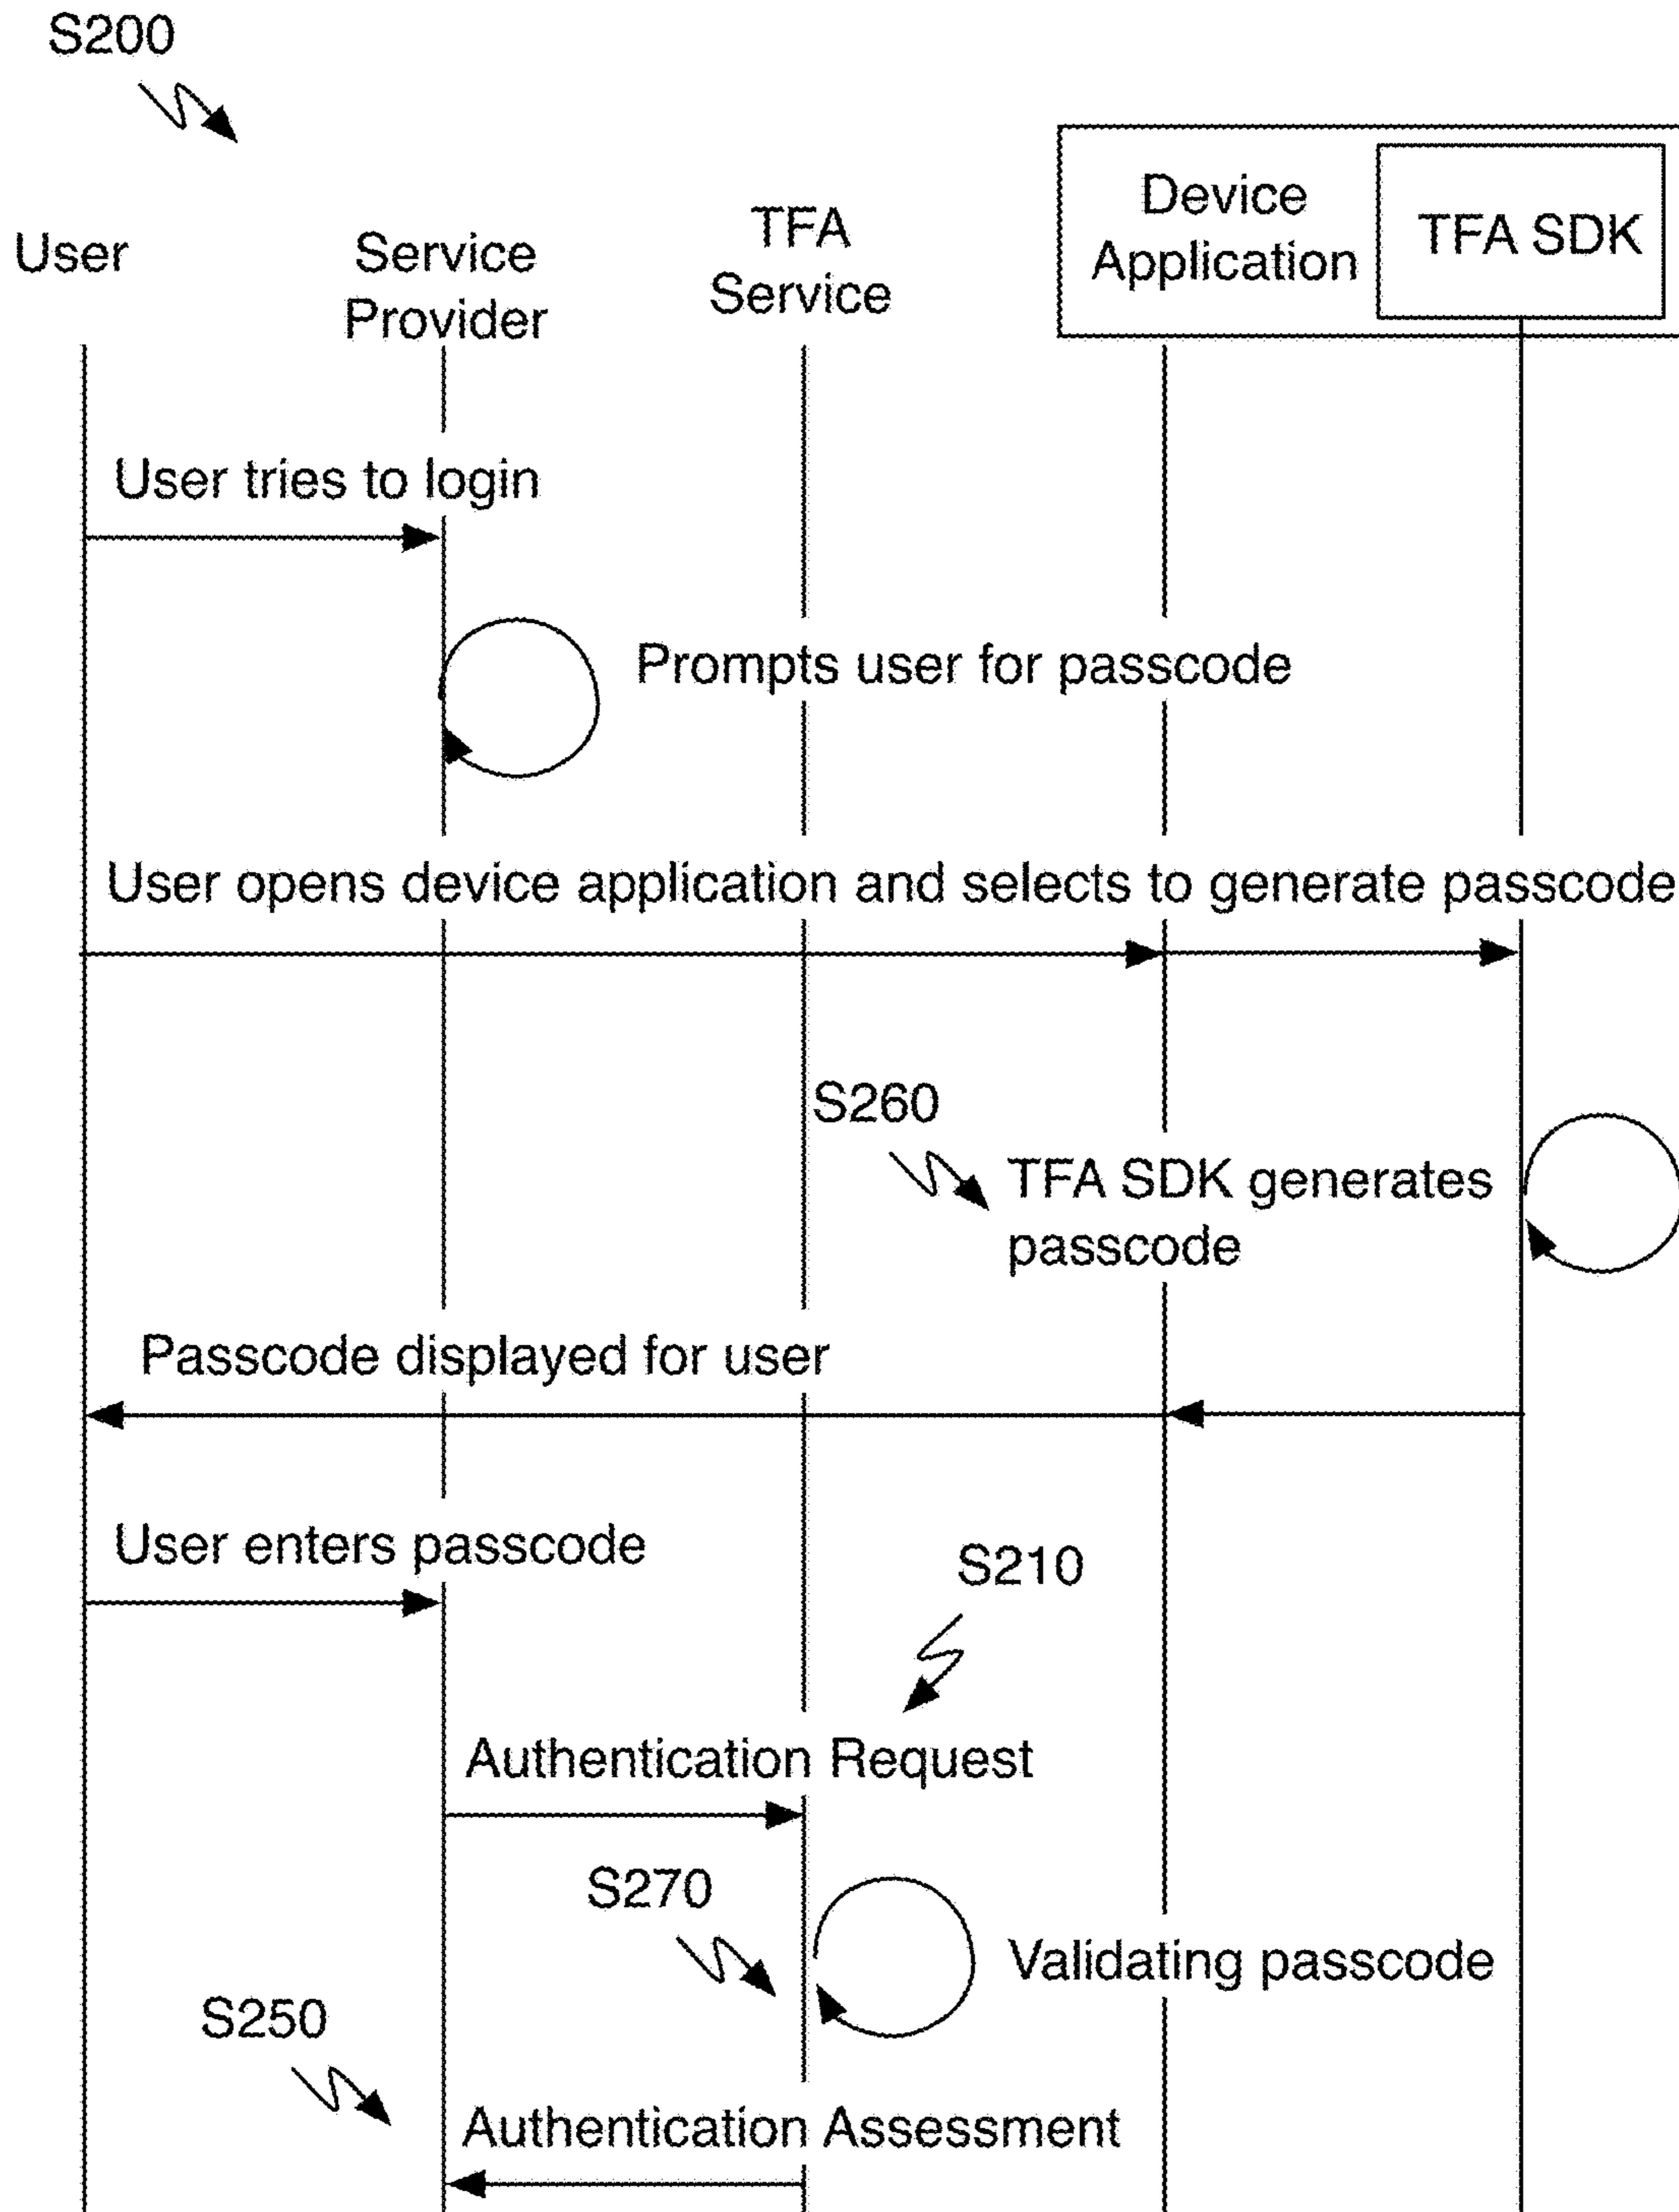 S200
User
Service
Provider
TFA
Service
Device
Application
TFA SDK
User tries to login
Prompts user for passcode
User opens device application and selects to generate passcode
S260
TFA SDK generates
passcode
Passcode displayed for user
User enters passcode
S210
Authentication Request
S270
Validating passcode
S250
Authentication Assessment